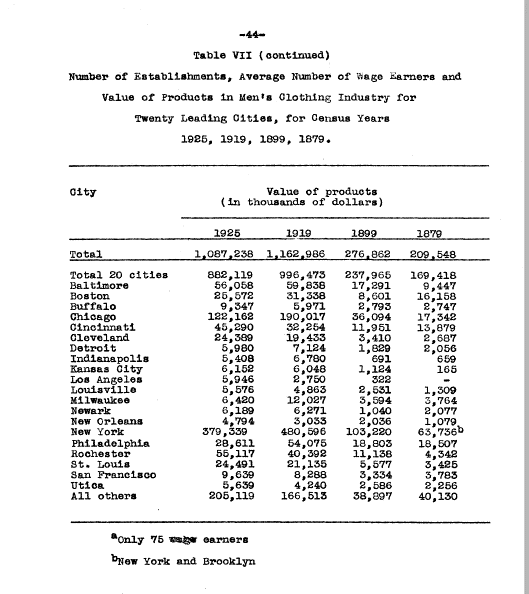 -44-
Table VII (continued)
Number of Establishments, Average Number of Wage Earners and
Value of Products in Men's Clothing Industry for
Twenty Leading Cities, for Census Years
1925, 1919, 1899, 1879.
City Value of products
(in thousands of dollars)
1925 1919 1899 1879
Total 1,087,238 1,162,986 276,862 209,548
Total 20 cities 882,119 996,473 237,965 169,418
Baltimore 56,058 59,838 17,291 9,447
Boston 25,572 31,338 8,601 16,158
Buffalo 9,347 5,971 2,793 2,747
Chicago 122,162 190,017 36,094 17,342
Cincinnati 45,290 32,254 11,951 13,879
Cleveland 24,389 19,433 3,410 2,687
Detroit 5,980 7,124 1,829 2,056
Indianapolis 5,408 6,780 691 659
Kansas City 6,152 6,048 1,124 165
Los Angeles 5,946 2,750 322 -
Louisville 5,576 4,863 2,531 1,309
Milwaukee 6,420 12,027 3,594 3,764
Newark 6,189 6,271 1,040 2,077
New Orleans 4,794 3,033 2,036 1,079
New York 379,339 480,596 103,220 63,736b
Philadelphia 28,611 54,075 18,803 18,507
Rochester 55,117 40,392 11,138 4,342
St. Louis 24,491 21,135 5,577 3,425
San Francisco 9,639 8,288 3,334 3,783
Utica 5,639 4,240 2,586 2,256
All others 205,119 166,513 38,897 40,130
aOnly 75 wage earners
bNew York and Brooklyn